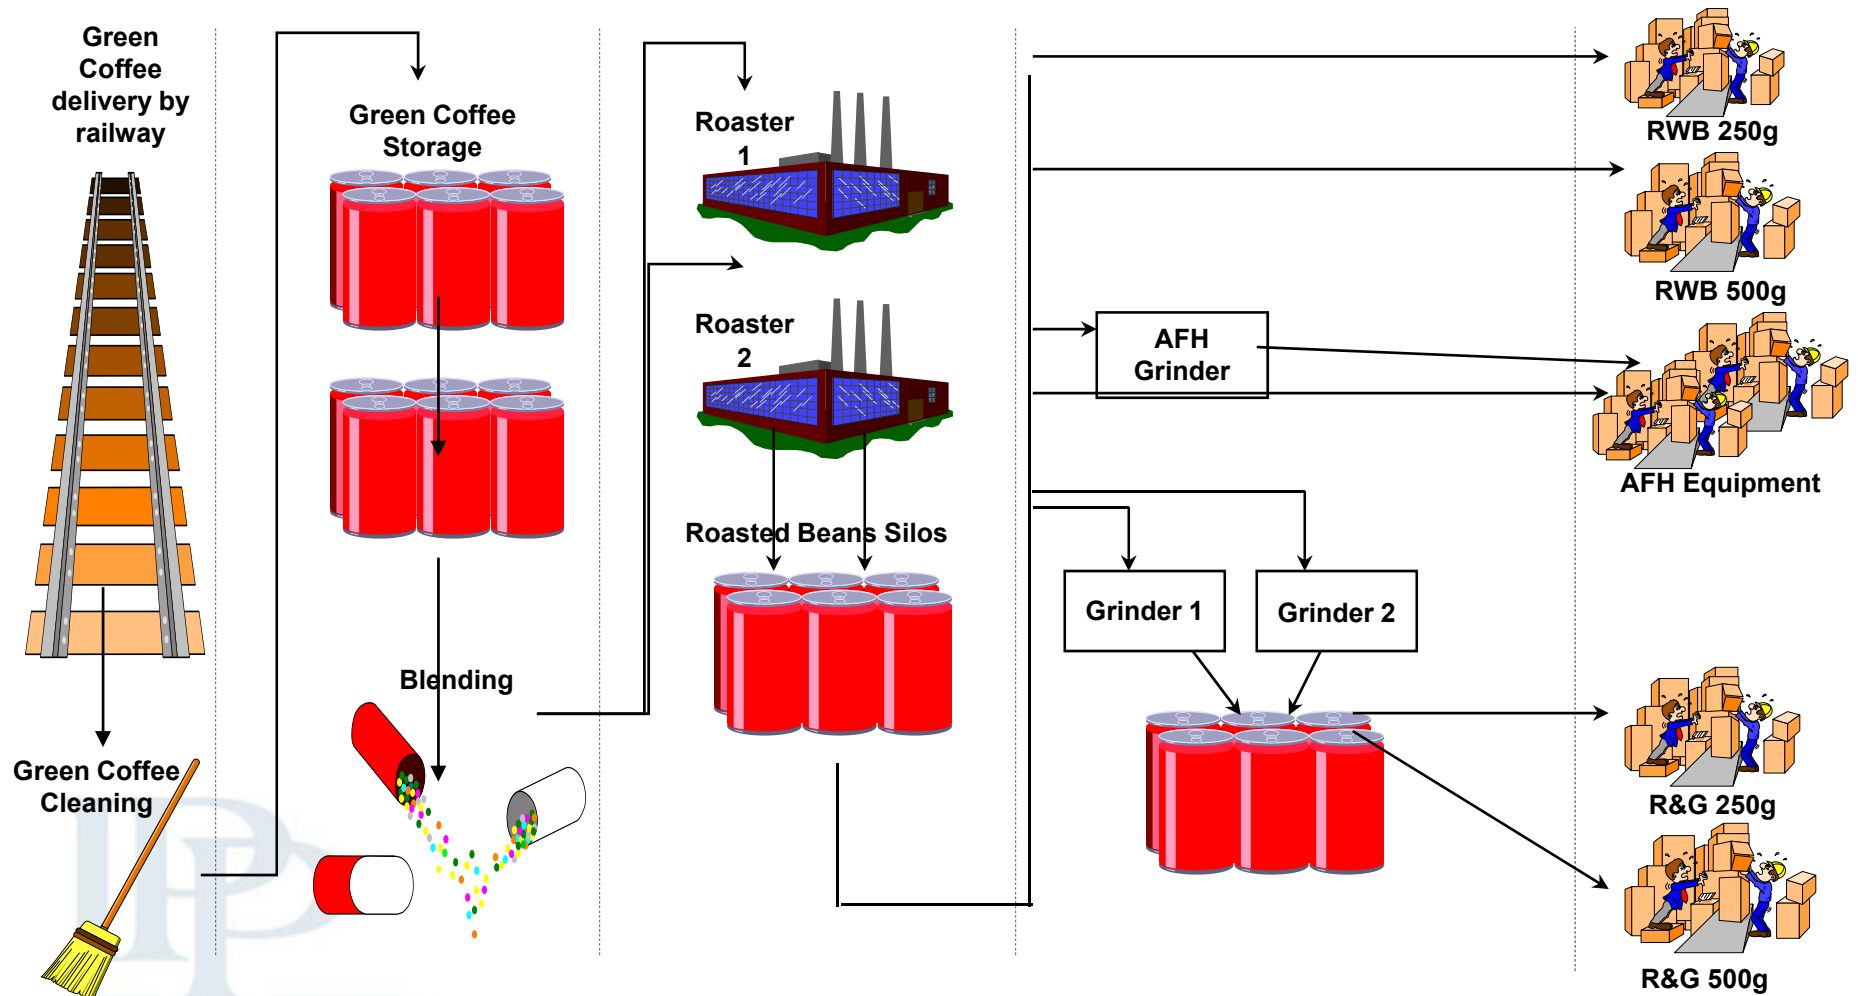 Green
Coffee
delivery by
railway
Green Coffee
Cleaning
Green Coffee
Storage
Blending
Roaster
1
Roaster
2
Roasted Beans Silos
AFH
Grinder
Grinder 1
Grinder 2
RWB 250g
RWB 500g
AFH Equipment
R&G 250g
R&G 500g